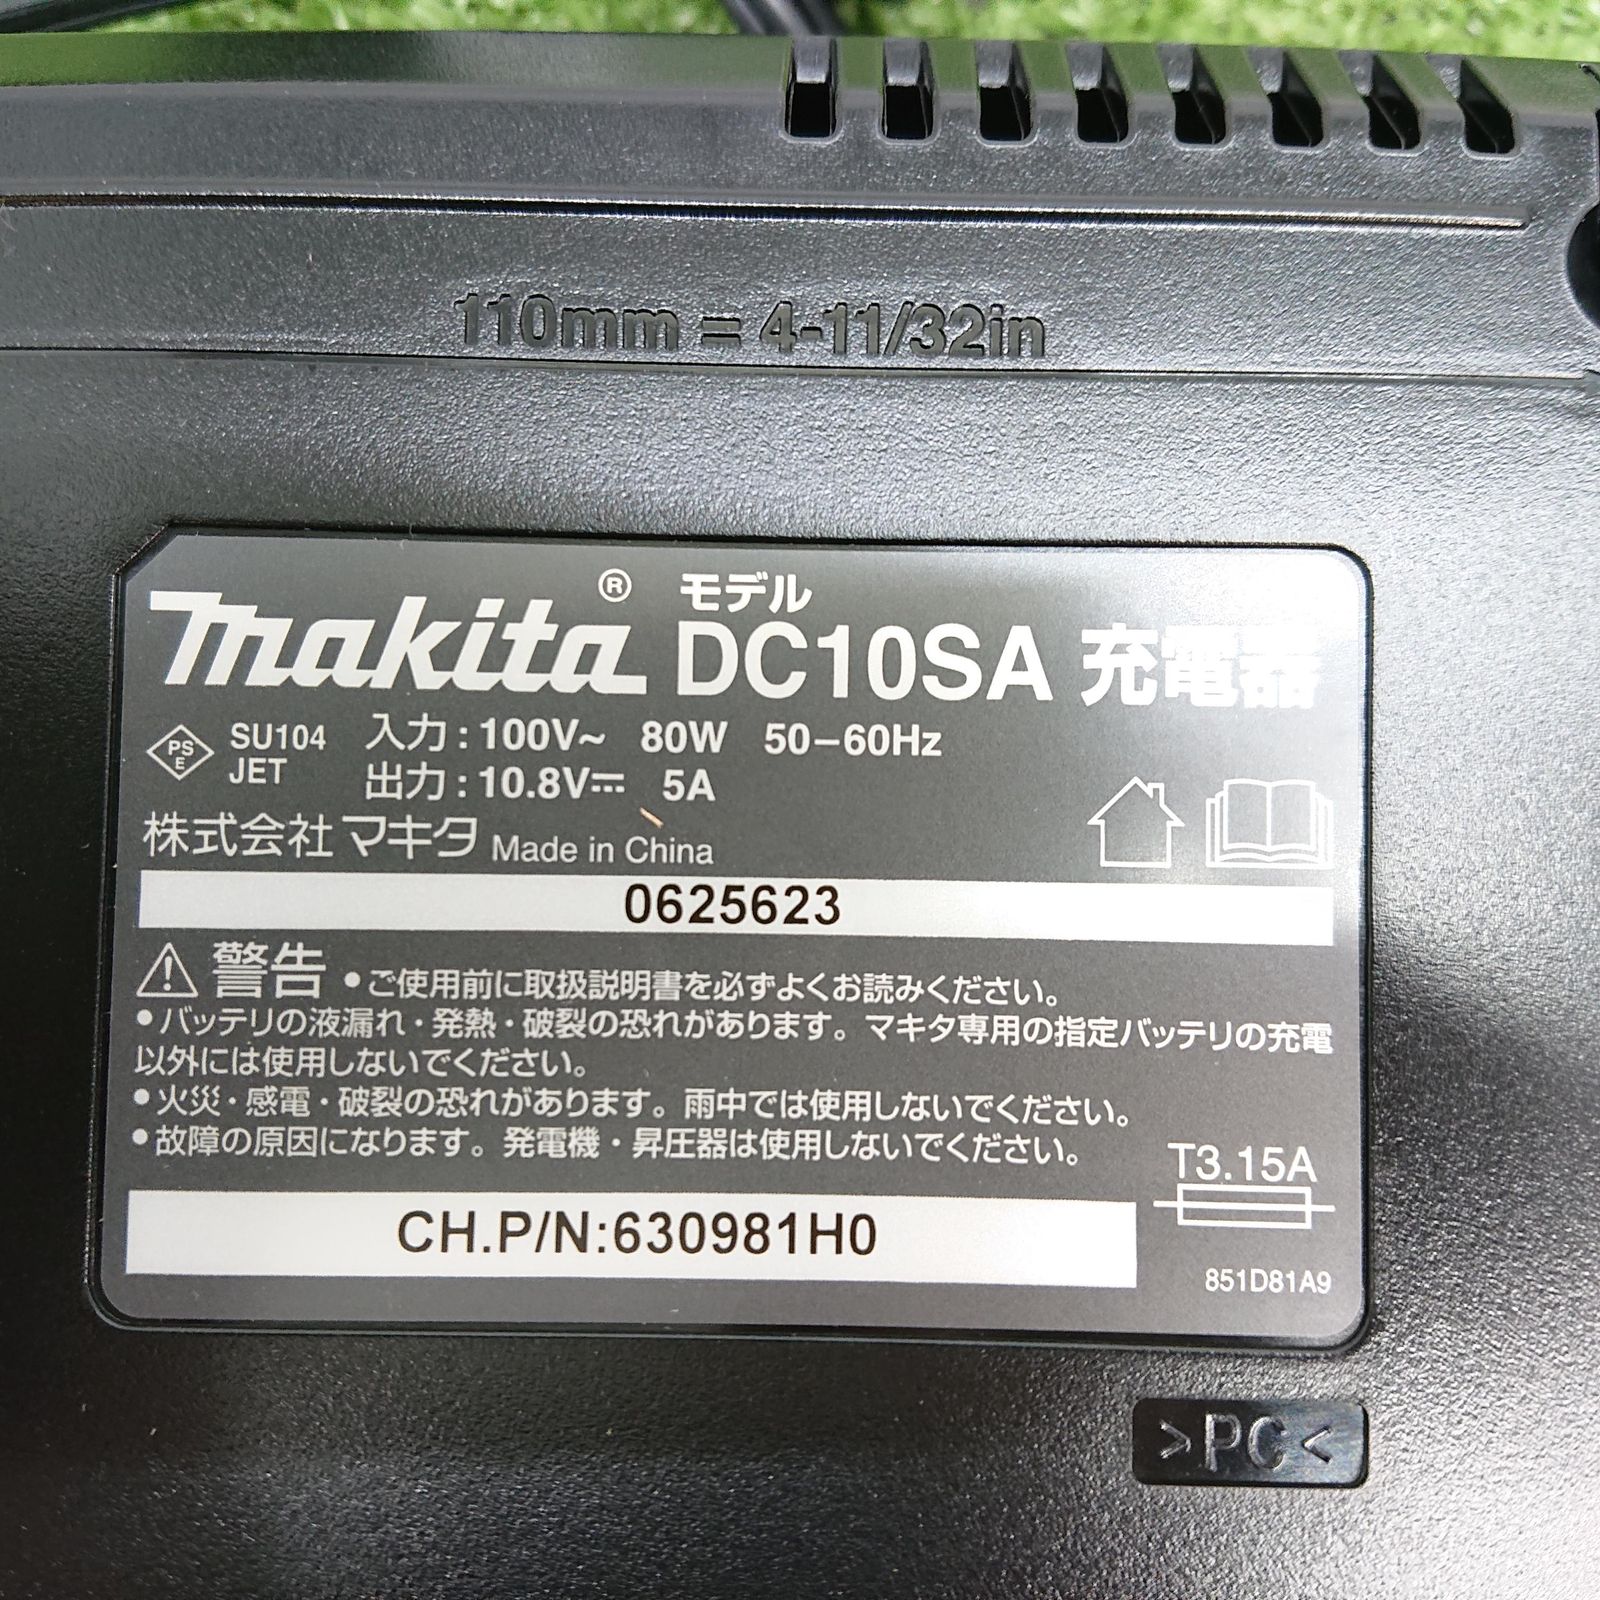 110mm = 4-11/32in
makita® モデル DC10SA 充電器
PSE SU104 JET 入力:100V~ 80W 50-60Hz
出力:10.8V⎓ 5A
株式会社マキタ Made in China
0625623
⚠警告 •ご使用前に取扱説明書を必ずよくお読みください。
•バッテリの液漏れ・発熱・破裂の恐れがあります。マキタ専用の指定バッテリの充電
以外には使用しないでください。
•火災・感電・破裂の恐れがあります。雨中では使用しないでください。
•故障の原因になります。発電機・昇圧器は使用しないでください。
T3.15A
CH.P/N:630981H0
851D81A9
>PC<